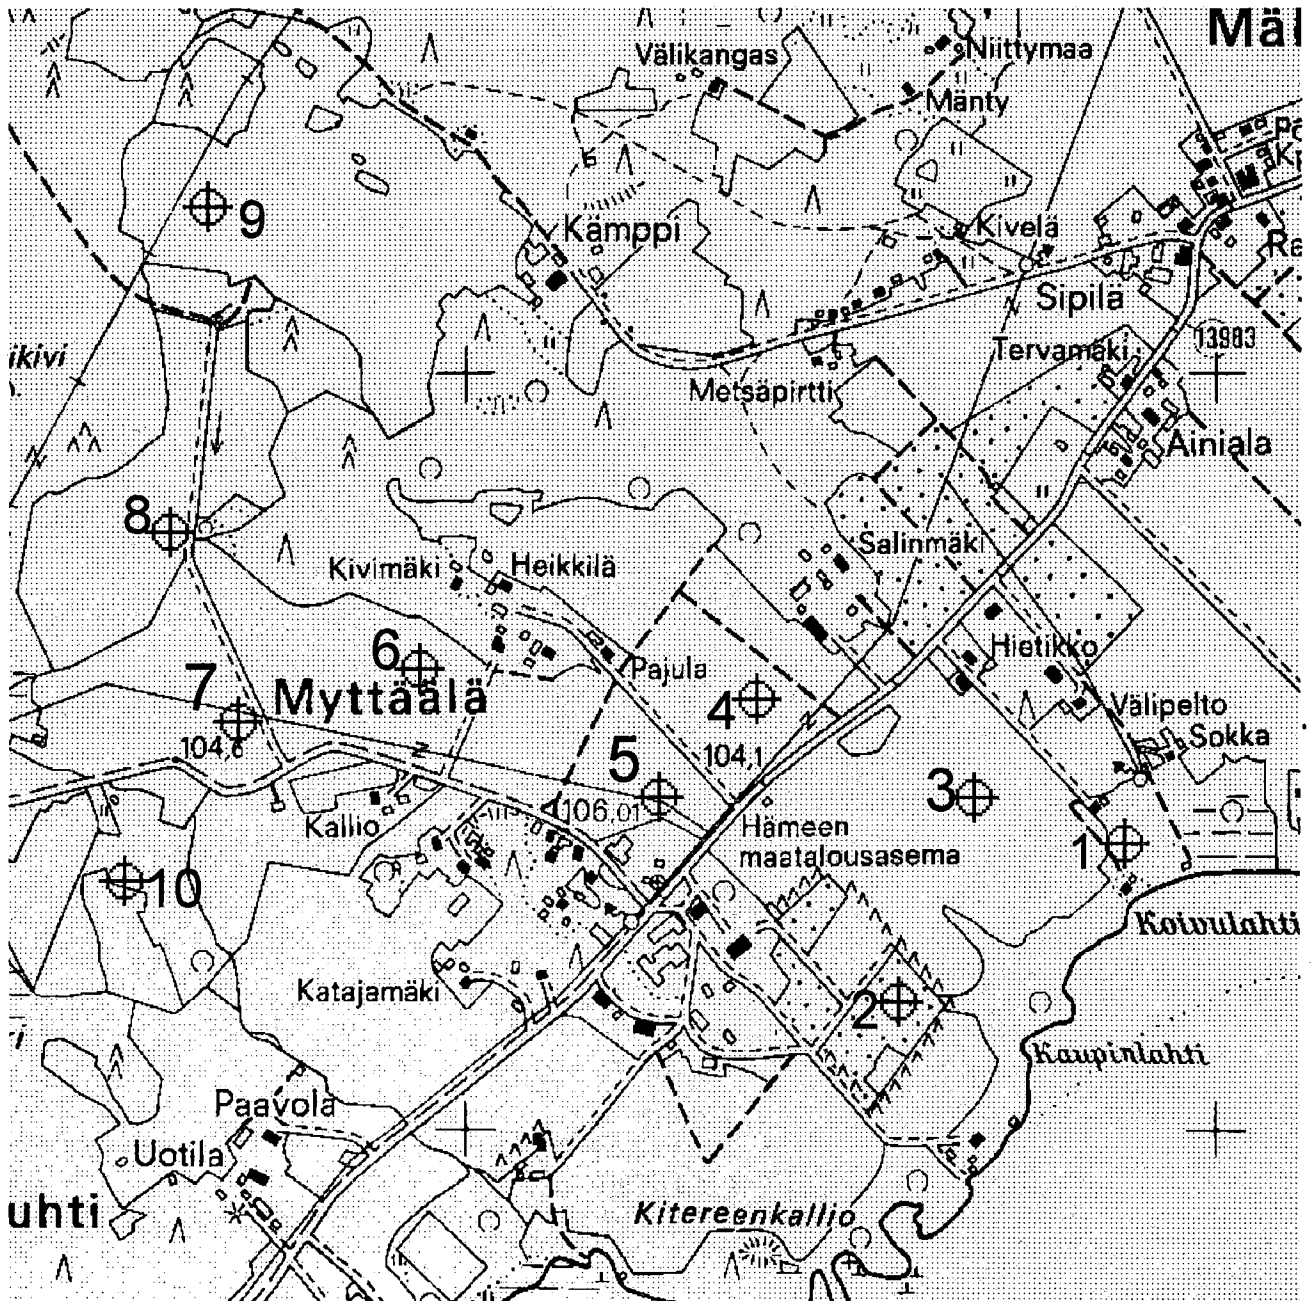 Mäl
Niittymaa
Välikangas
Mänty
9
Kämppi
Kivelä
Sipilä
ikivi
13983
Tervamäki
Metsäpirtti
Ainiala
8
Salinmäki
Kivimäki
Heikkilä
Hietikko
6
Pajula
7
Myttäälä
4
Välipelto
Sokka
104,6
104,1
5
3
106,01
Kallio
Hämeen
maatalousasema
1
10
Koivulahti
Katajamäki
2
Kaupinlahti
Paavola
Uotila
uhti
Kitereenkallio